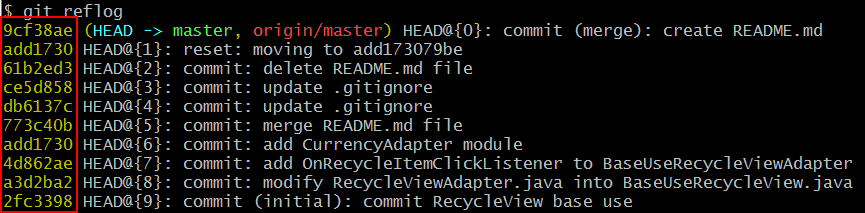 $ git reflog
9cf38ae (HEAD -> master, origin/master) HEAD@{0}: commit (merge): create README.md
add1730 HEAD@{1}: reset: moving to add173079be
61b2ed3 HEAD@{2}: commit: delete README.md file
ce5d858 HEAD@{3}: commit: update .gitignore
db6137c HEAD@{4}: commit: update .gitignore
773c40b HEAD@{5}: commit: merge README.md file
add1730 HEAD@{6}: commit: add CurrencyAdapter module
4d862ae HEAD@{7}: commit: add OnRecycleItemClickListener to BaseUseRecycleViewAdapter
a3d2ba2 HEAD@{8}: commit: modify RecycleViewAdapter.java into BaseUseRecycleView.java
2fc3398 HEAD@{9}: commit (initial): commit RecycleView base use